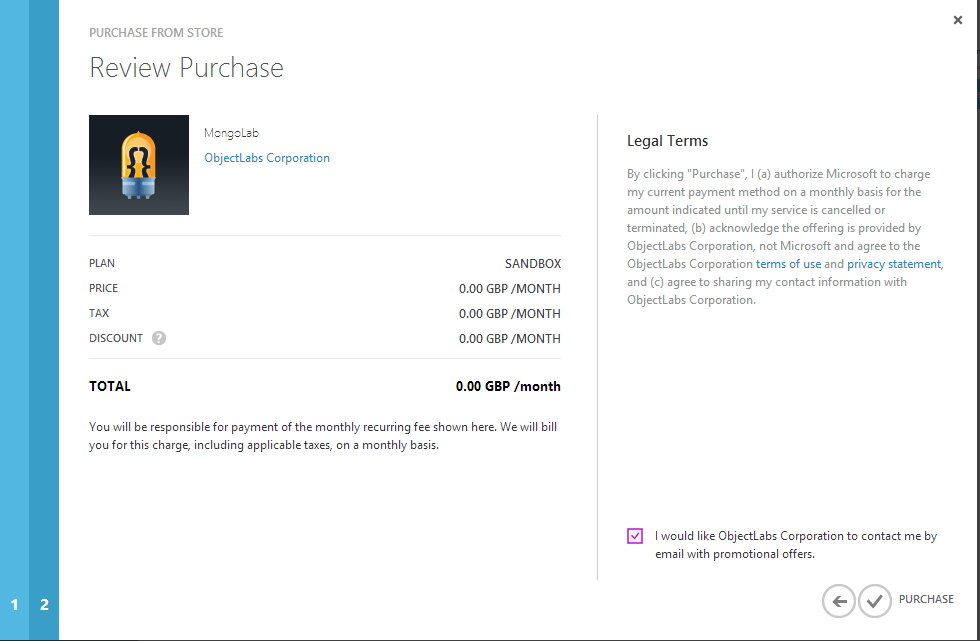 PURCHASE FROM STORE
Review Purchase
MongoLab
ObjectLabs Corporation
PLAN SANDBOX
PRICE 0.00 GBP /MONTH
TAX 0.00 GBP /MONTH
DISCOUNT ? 0.00 GBP /MONTH
TOTAL 0.00 GBP /month
You will be responsible for payment of the monthly recurring fee shown here. We will bill
you for this charge, including applicable taxes, on a monthly basis.
Legal Terms
By clicking "Purchase", I (a) authorize Microsoft to charge
my current payment method on a monthly basis for the
amount indicated until my service is cancelled or
terminated, (b) acknowledge the offering is provided by
ObjectLabs Corporation, not Microsoft and agree to the
ObjectLabs Corporation terms of use and privacy statement,
and (c) agree to sharing my contact information with
ObjectLabs Corporation.
I would like ObjectLabs Corporation to contact me by
email with promotional offers.
1 2
PURCHASE